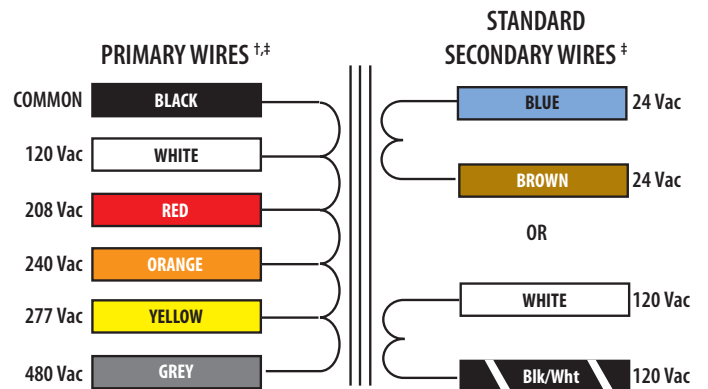 PRIMARY WIRES †,‡
COMMON BLACK
120 Vac WHITE
208 Vac RED
240 Vac ORANGE
277 Vac YELLOW
480 Vac GREY
STANDARD
SECONDARY WIRES ‡
BLUE 24 Vac
BROWN 24 Vac
OR
WHITE 120 Vac
Blk/Wht 120 Vac